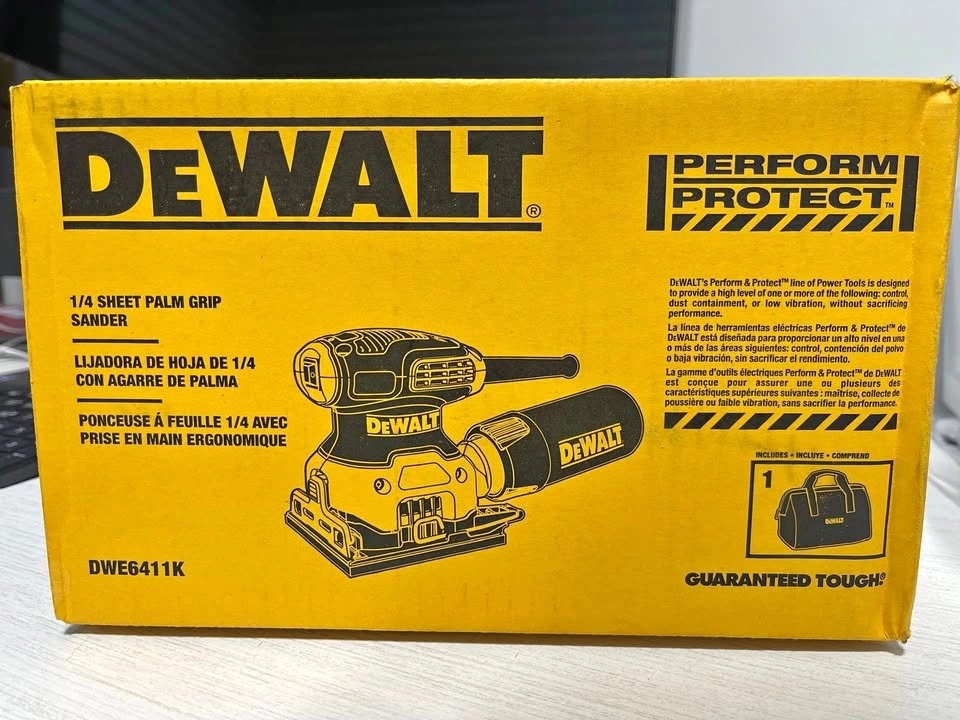 DEWALT®
PERFORM
PROTECT™
1/4 SHEET PALM GRIP
SANDER
LIJADORA DE HOJA DE 1/4
CON AGARRE DE PALMA
PONCEUSE Á FEUILLE 1/4 AVEC
PRISE EN MAIN ERGONOMIQUE
DEWALT
DEWALT
DWE6411K
DEWALT's Perform & Protect™ line of Power Tools is designed
to provide a high level of one or more of the following: control,
dust containment, or low vibration, without sacrificing
performance.
La línea de herramientas eléctricas Perform & Protect™ de
DEWALT está diseñada para proporcionar un alto nivel en una
o más de las áreas siguientes: control, contención del polvo
o baja vibración, sin sacrificar el rendimiento.
La gamme d'outils électriques Perform & Protect™ de DEWALT
est conçue pour assurer une ou plusieurs des
caractéristiques supérieures suivantes : maîtrise, collecte de
poussière ou faible vibration, sans sacrifier la performance.
INCLUDES • INCLUYE • COMPREND
1
DEWALT
GUARANTEED TOUGH.®